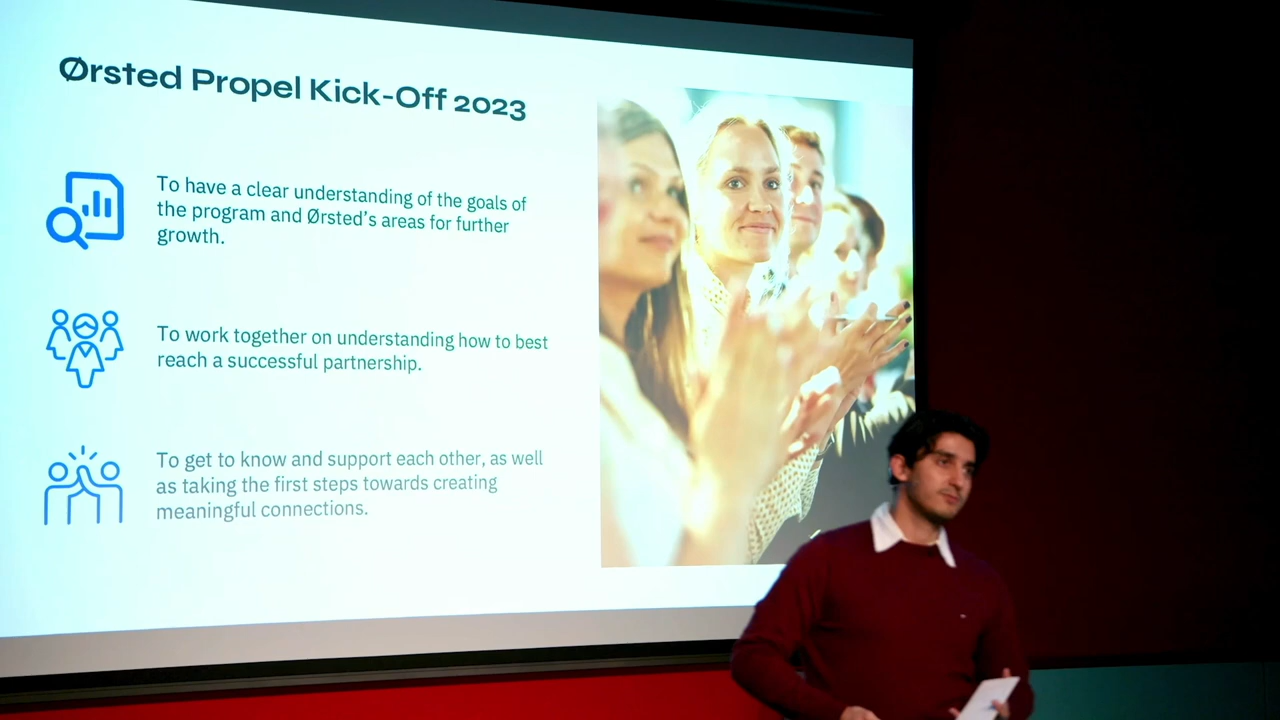 Ørsted Propel Kick-Off 2023
To have a clear understanding of the goals of
the program and Ørsted's areas for further
growth.
To work together on understanding how to best
reach a successful partnership.
To get to know and support each other, as well
as taking the first steps towards creating
meaningful connections.